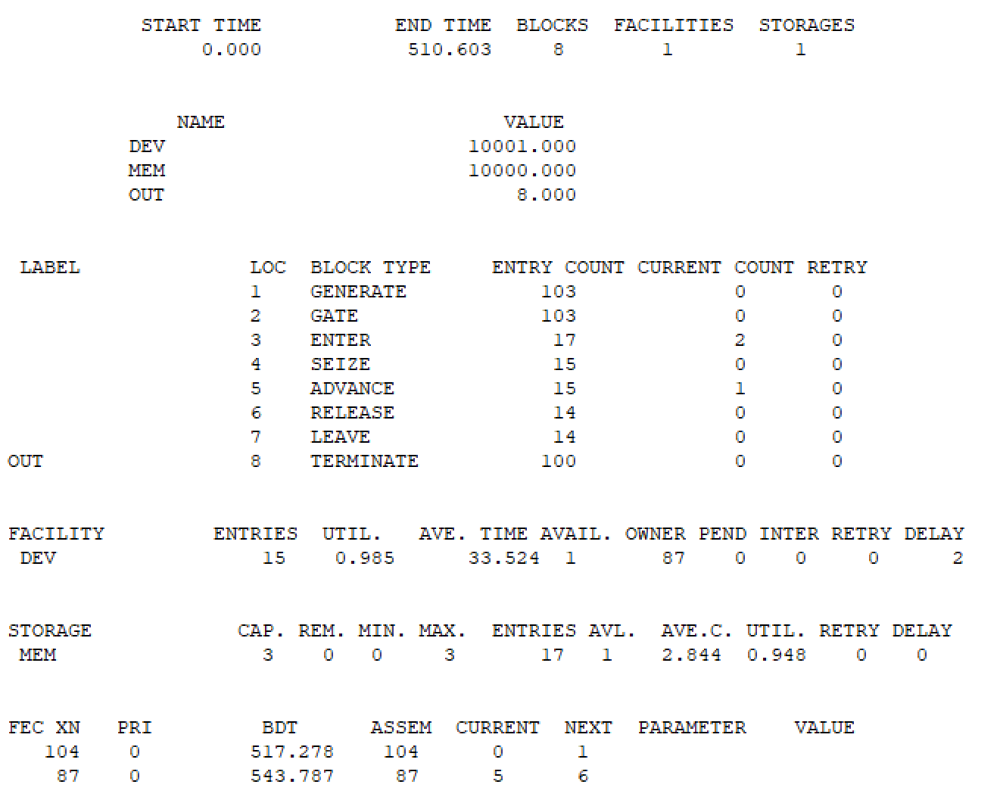 START TIME END TIME BLOCKS FACILITIES STORAGES
0.000 510.603 8 1 1
NAME VALUE
DEV 10001.000
MEM 10000.000
OUT 8.000
LABEL LOC BLOCK TYPE ENTRY COUNT CURRENT COUNT RETRY
1 GENERATE 103 0 0
2 GATE 103 0 0
3 ENTER 17 2 0
4 SEIZE 15 0 0
5 ADVANCE 15 1 0
6 RELEASE 14 0 0
7 LEAVE 14 0 0
OUT 8 TERMINATE 100 0 0
FACILITY ENTRIES UTIL. AVE. TIME AVAIL. OWNER PEND INTER RETRY DELAY
DEV 15 0.985 33.524 1 87 0 0 0 2
STORAGE CAP. REM. MIN. MAX. ENTRIES AVL. AVE.C. UTIL. RETRY DELAY
MEM 3 0 0 3 17 1 2.844 0.948 0 0
FEC XN PRI BDT ASSEM CURRENT NEXT PARAMETER VALUE
104 0 517.278 104 0 1
87 0 543.787 87 5 6